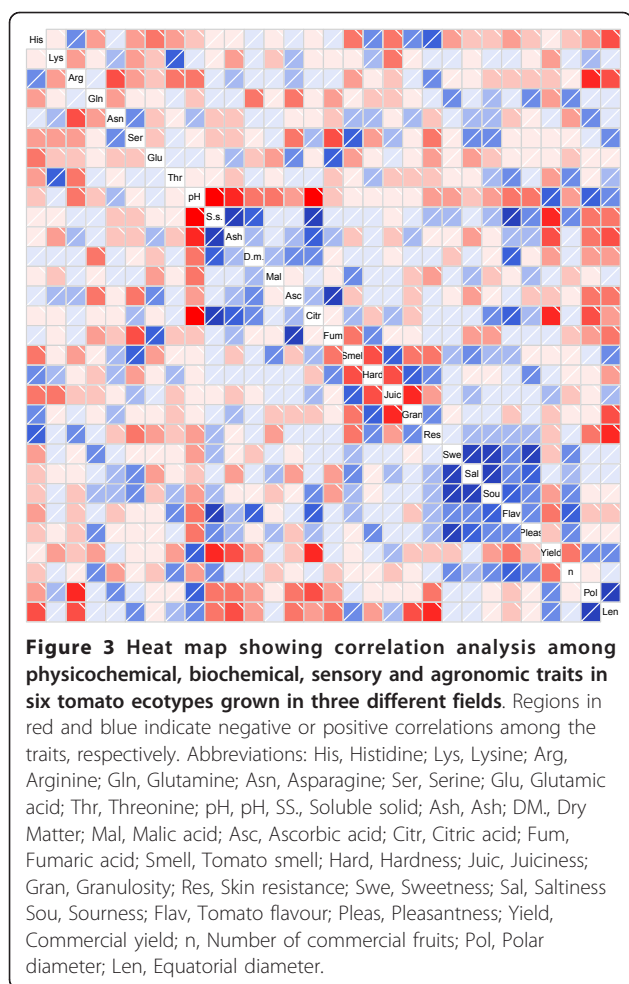 His
Lys
Arg
Gln
Asn
Ser
Glu
Thr
pH
S.s.
Ash
D.m.
Mal
Asc
Citr
Fum
Smel
Hard
Juic
Gran
Res
Swe
Sal
Sou
Flav
Pleas
Yield
n
Pol
Len
Figure 3 Heat map showing correlation analysis among
physicochemical, biochemical, sensory and agronomic traits in
six tomato ecotypes grown in three different fields. Regions in
red and blue indicate negative or positive correlations among the
traits, respectively. Abbreviations: His, Histidine; Lys, Lysine; Arg,
Arginine; Gln, Glutamine; Asn, Asparagine; Ser, Serine; Glu, Glutamic
acid; Thr, Threonine; pH, pH, SS., Soluble solid; Ash, Ash; DM., Dry
Matter; Mal, Malic acid; Asc, Ascorbic acid; Citr, Citric acid; Fum,
Fumaric acid; Smell, Tomato smell; Hard, Hardness; Juic, Juiciness;
Gran, Granulosity; Res, Skin resistance; Swe, Sweetness; Sal, Saltiness
Sou, Sourness; Flav, Tomato flavour; Pleas, Pleasantness; Yield,
Commercial yield; n, Number of commercial fruits; Pol, Polar
diameter; Len, Equatorial diameter.